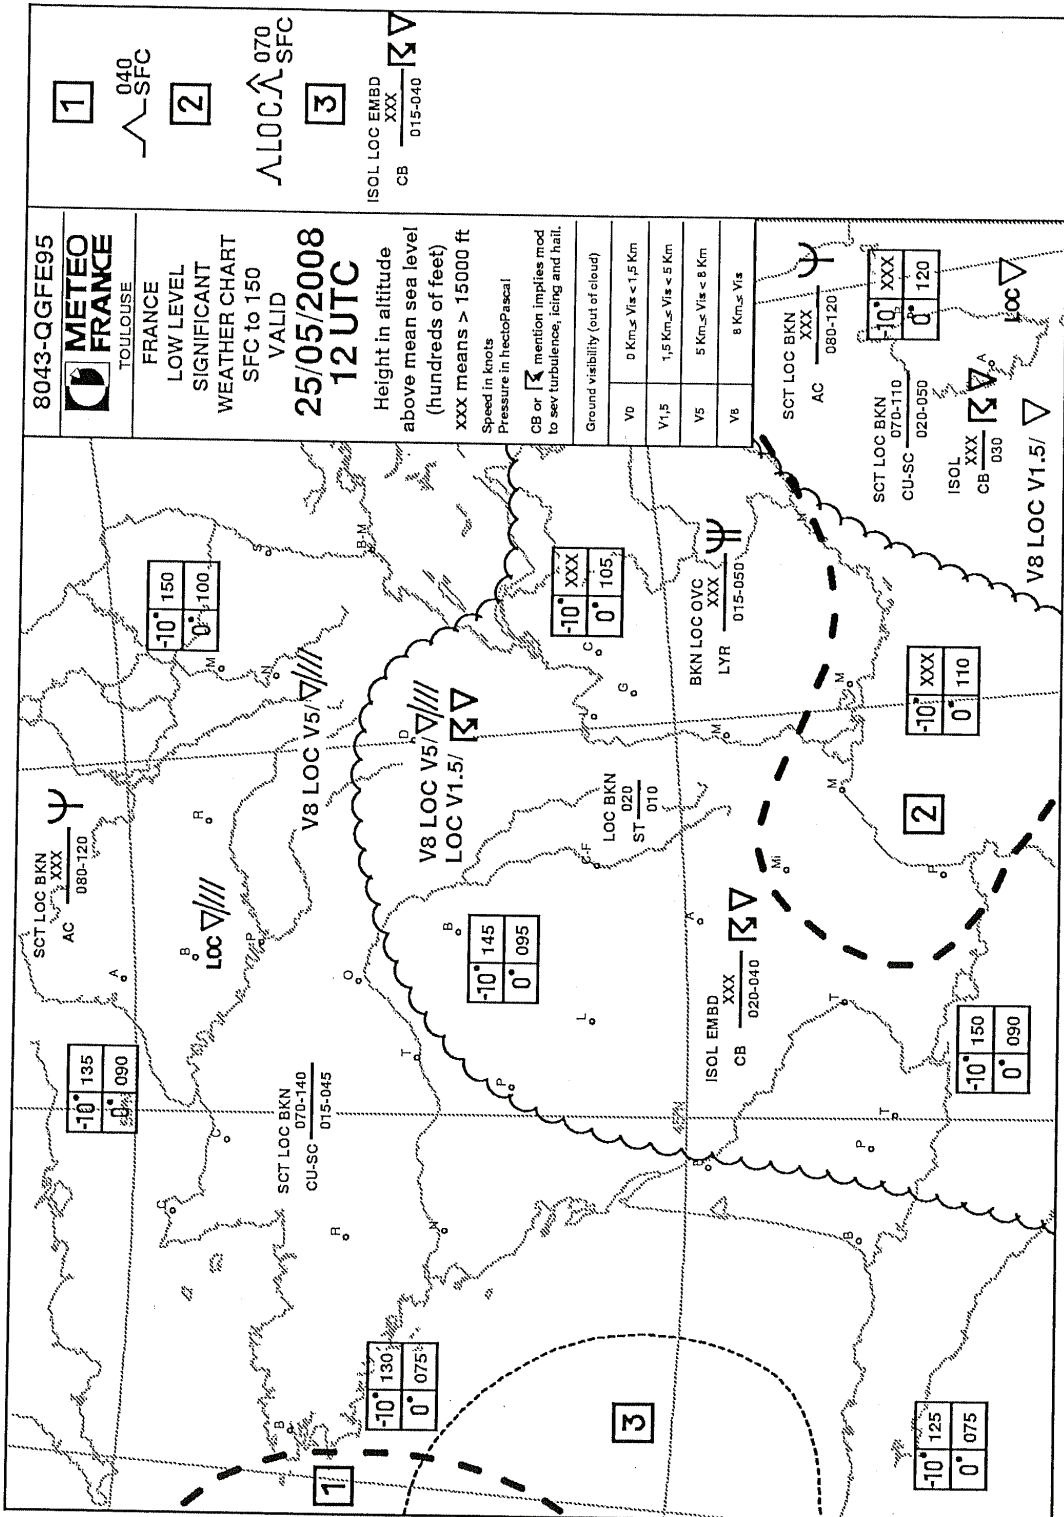 8043-QGFE95
METEO
FRANCE
TOULOUSE
FRANCE
LOW LEVEL
SIGNIFICANT
WEATHER CHART
SFC to 150
VALID
25/05/2008
12 UTC
Height in altitude
above mean sea level
(hundreds of feet)
XXX means > 15000 ft
Speed in knots
Pressure in hectoPascal
CB or mention implies mod
to sev turbulence, icing and hail.
Ground visibility (out of cloud)
V0 0 Km ≤ Vis < 1,5 Km
V1,5 1,5 Km ≤ Vis < 5 Km
V5 5 Km ≤ Vis < 8 Km
V8 8 Km ≤ Vis
1
040
SFC
2
LOC 070
SFC
3
ISOL LOC EMBD
XXX
CB
015-040
SCT LOC BKN
XXX
AC
080-120
-10° 135
0° 090
LOC
-10° 150
0° 100
SCT LOC BKN
070-140
CU-SC
015-045
V8 LOC V5/
-10° 130
0° 075
1
V8 LOC V5/
LOC V1.5/
-10° 145
0° 095
LOC BKN
020
ST
010
-10° XXX
0° 105
3
45N
ISOL EMBD
XXX
CB
020-040
BKN LOC OVC
XXX
LYR
015-050
2
-10° XXX
0° 110
-10° 150
0° 090
-10° 125
0° 075
SCT LOC BKN
XXX
AC
080-120
SCT LOC BKN
070-110
CU-SC
020-050
-10° XXX
0° 120
ISOL
XXX
CB
030
LOC
V8 LOC V1.5/
A
B
P
R
M
N
S
B-M
C
C
R
N
B
T
O
B
D
P
L
C-F
G
C
M
A
B
Mi
T
P
T
B
P
M
M
N
A